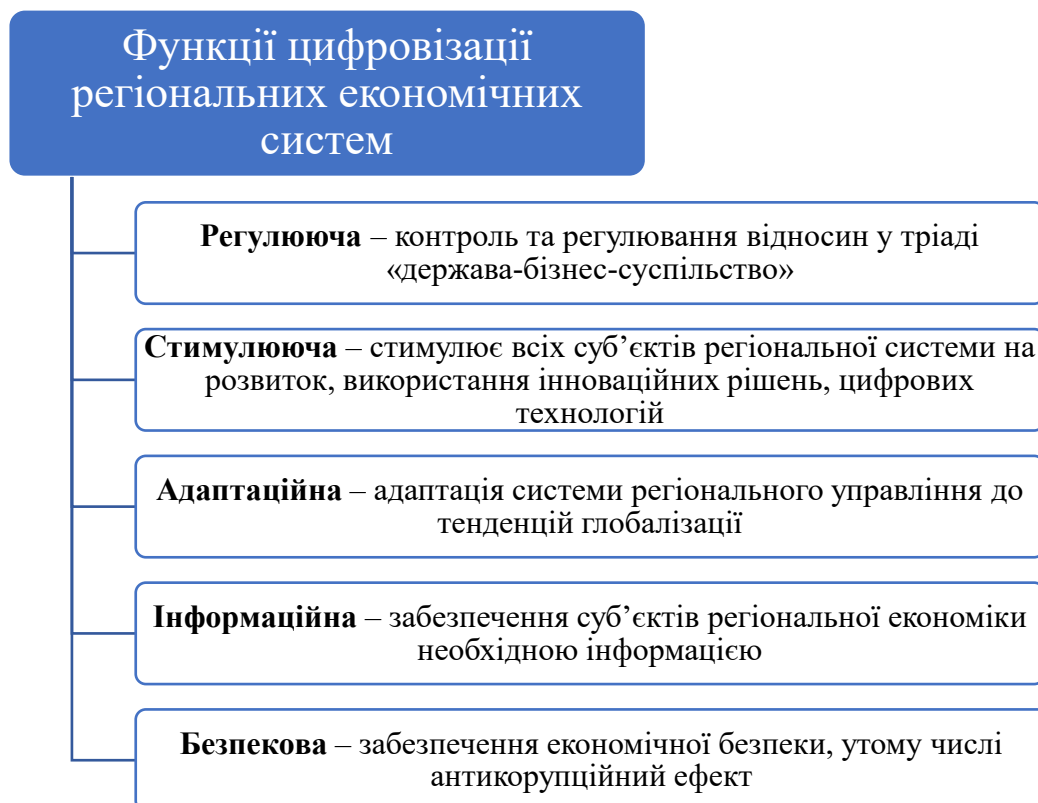 Функції цифровізації
регіональних економічних
систем
Регулююча – контроль та регулювання відносин у тріаді
«держава-бізнес-суспільство»
Стимулююча – стимулює всіх суб’єктів регіональної системи на
розвиток, використання інноваційних рішень, цифрових
технологій
Адаптаційна – адаптація системи регіонального управління до
тенденцій глобалізації
Інформаційна – забезпечення суб’єктів регіональної економіки
необхідною інформацією
Безпекова – забезпечення економічної безпеки, утому числі
антикорупційний ефект